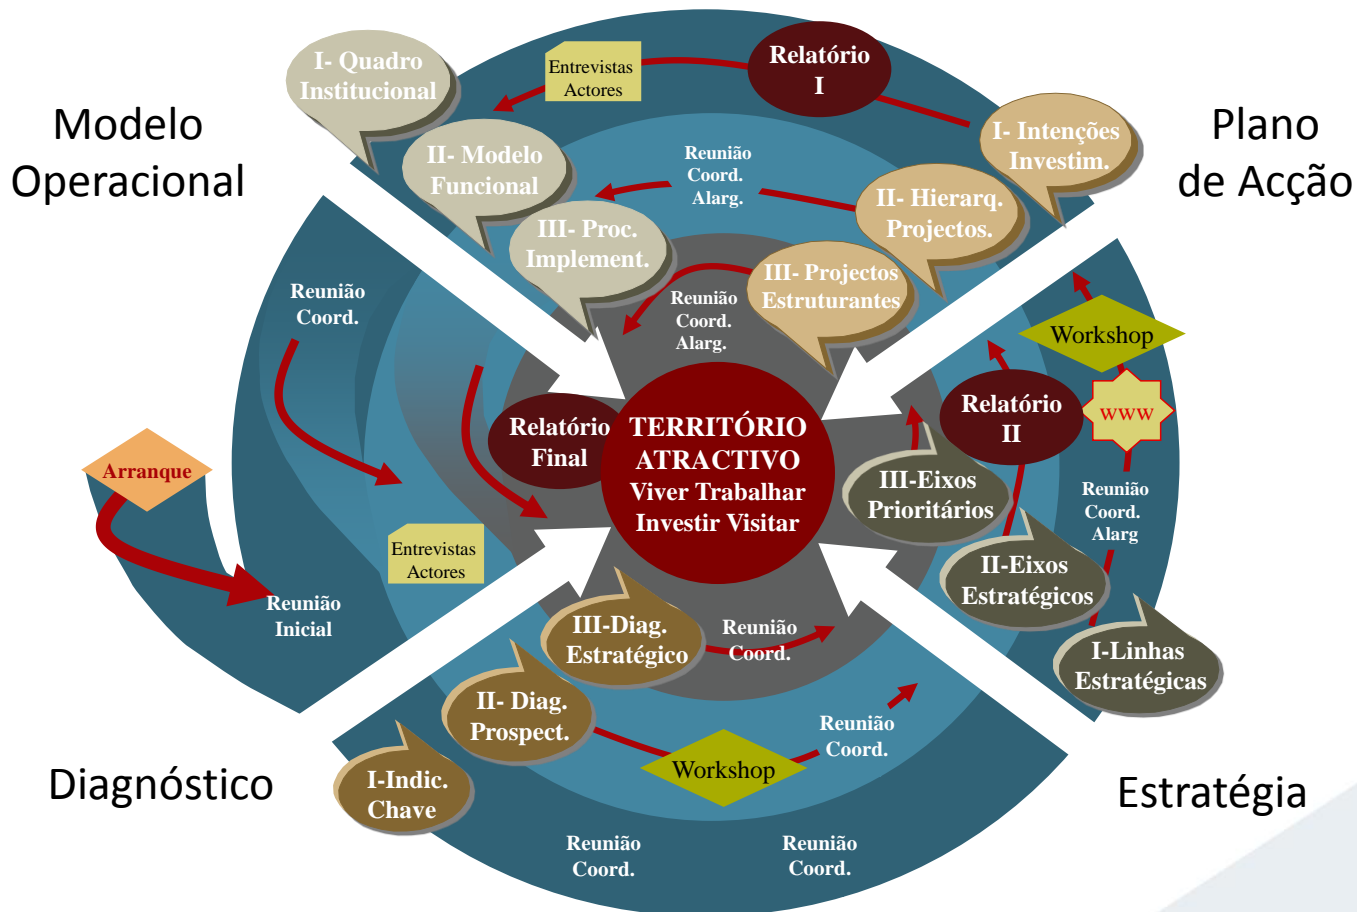 Modelo
Operacional
Plano
de Acção
Diagnóstico
Estratégia
I- Quadro
Institucional
II- Modelo
Funcional
III- Proc.
Implement.
Entrevistas
Actores
Relatório
I
I- Intenções
Investim.
II- Hierarq.
Projectos.
III- Projectos
Estruturantes
Reunião
Coord.
Alarg.
Reunião
Coord.
Alarg.
Reunião
Coord.
Arranque
Reunião
Inicial
Entrevistas
Actores
Relatório
Final
TERRITÓRIO
ATRACTIVO
Viver Trabalhar
Investir Visitar
Workshop
www
Relatório
II
Reunião
Coord.
Alarg
III-Eixos
Prioritários
II-Eixos
Estratégicos
I-Linhas
Estratégicas
III-Diag.
Estratégico
Reunião
Coord.
II- Diag.
Prospect.
Workshop
Reunião
Coord.
I-Indic.
Chave
Reunião
Coord.
Reunião
Coord.